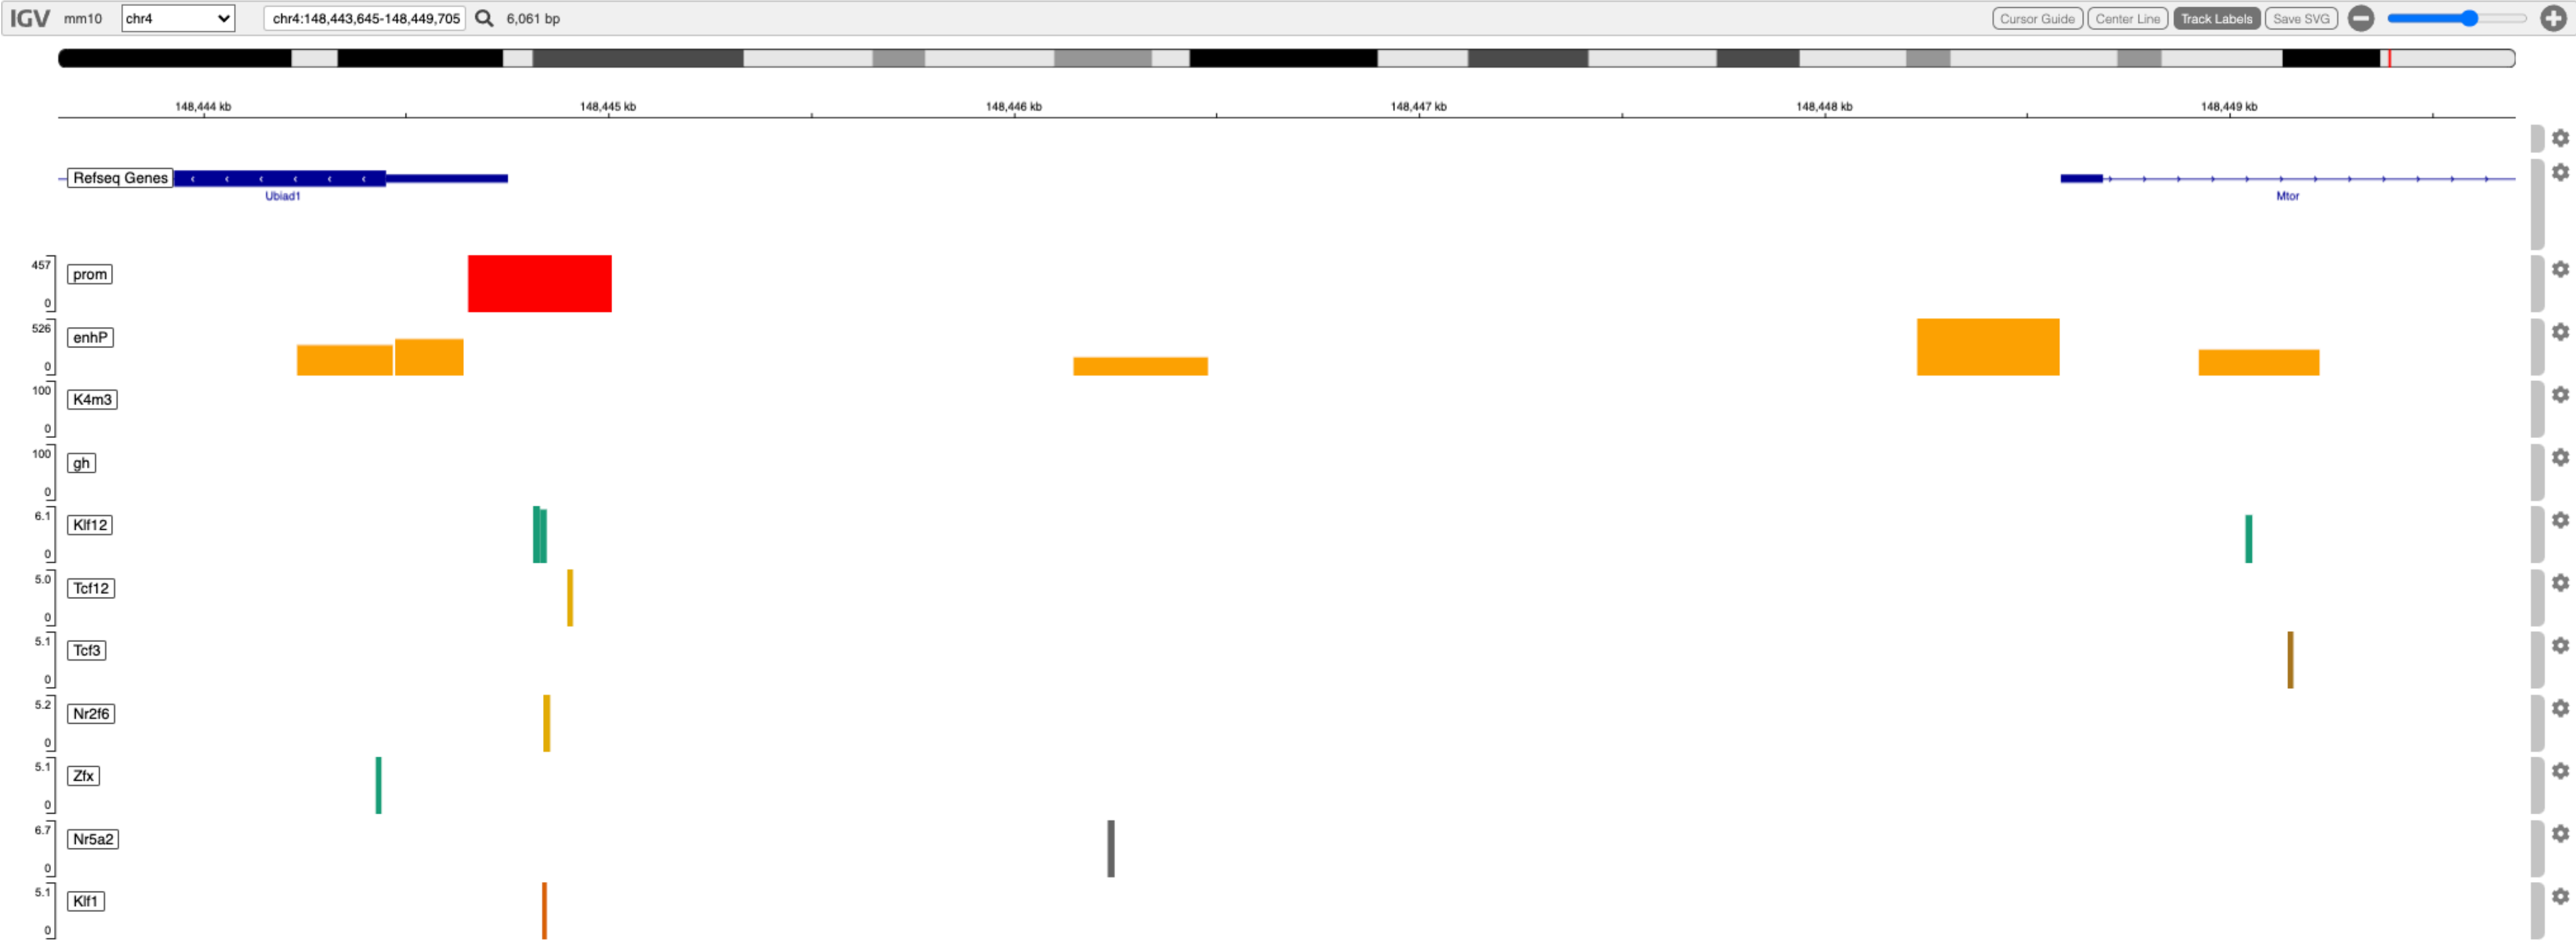 IGV mm10 chr4 chr4:148,443,645-148,449,705 6,061 bp Cursor Guide Center Line Track Labels Save SVG
148,444 kb 148,445 kb 148,446 kb 148,447 kb 148,448 kb 148,449 kb
Refseq Genes
Ubiad1 Mtor
457
prom
0
526
enhP
0
100
K4m3
0
100
gh
0
6.1
Klf12
0
5.0
Tcf12
0
5.1
Tcf3
0
5.2
Nr2f6
0
5.1
Zfx
0
6.7
Nr5a2
0
5.1
Klf1
0